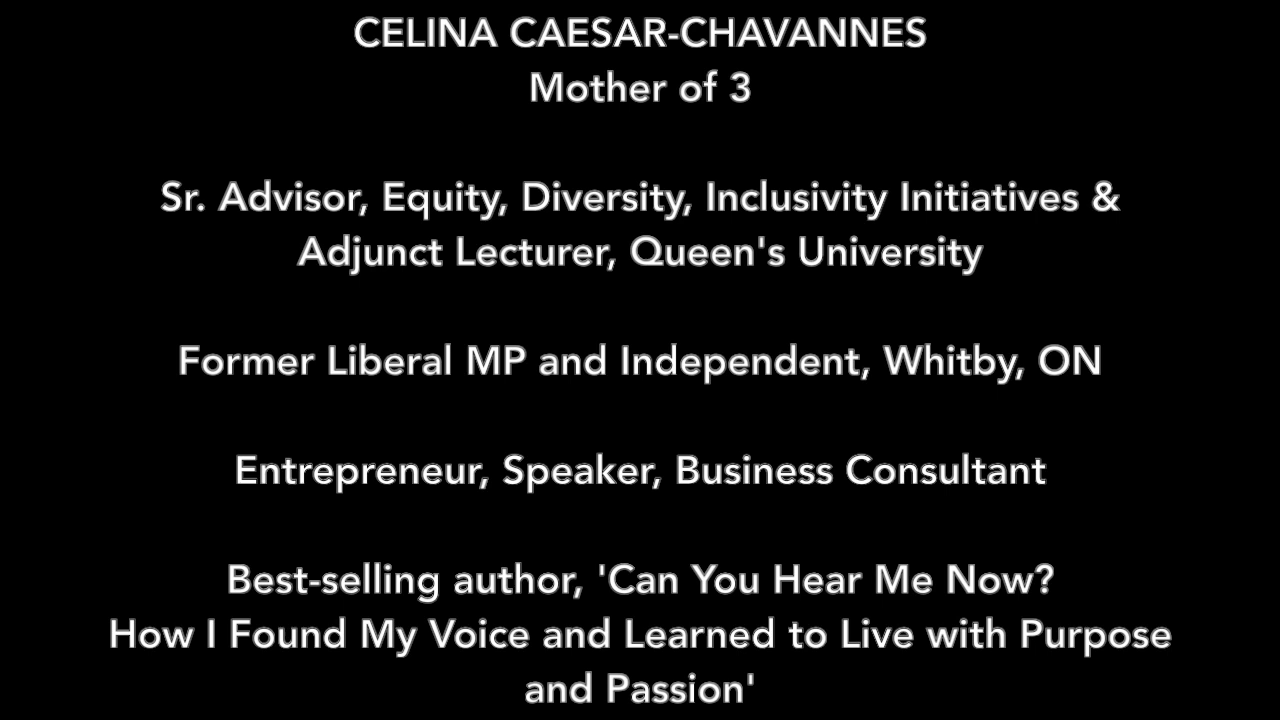 CELINA CAESAR-CHAVANNES
Mother of 3
Sr. Advisor, Equity, Diversity, Inclusivity Initiatives &
Adjunct Lecturer, Queen's University
Former Liberal MP and Independent, Whitby, ON
Entrepreneur, Speaker, Business Consultant
Best-selling author, 'Can You Hear Me Now?
How I Found My Voice and Learned to Live with Purpose
and Passion'